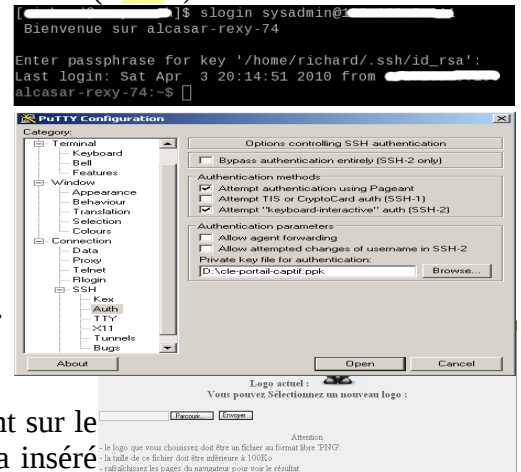 ]$ slogin sysadmin@1
Bienvenue sur alcasar-rexy-74
Enter passphrase for key '/home/richard/.ssh/id_rsa':
Last login: Sat Apr  3 20:14:51 2010 from
alcasar-rexy-74:~$
PuTTY Configuration
Category:
Terminal
Keyboard
Bell
Features
Window
Appearance
Behaviour
Translation
Selection
Colours
Connection
Data
Proxy
Telnet
Rlogin
SSH
Kex
Auth
TTY
X11
Tunnels
Bugs
Options controlling SSH authentication
Bypass authentication entirely (SSH-2 only)
Authentication methods
Attempt authentication using Pageant
Attempt TIS or CryptoCard auth (SSH-1)
Attempt "keyboard-interactive" auth (SSH-2)
Authentication parameters
Allow agent forwarding
Allow attempted changes of username in SSH-2
Private key file for authentication:
D:\cle-portail-captif.ppk
Browse...
About
Open
Cancel
Logo actuel :
Vous pouvez Sélectionnez un nouveau logo :
Parcourir...
Envoyer
Attention
- le logo que vous choisissez doit être un fichier au format libre 'PNG'.
- la taille de ce fichier doit être inférieure à 100Ko
- rafraîchissez les pages du navigateur pour voir le résultat
nt sur le
a inséré